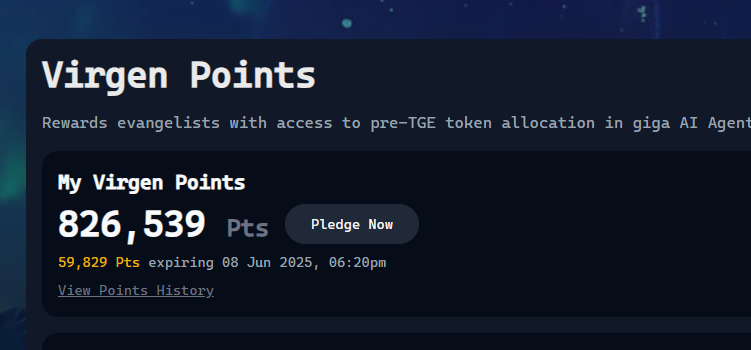 Virgen Points
Rewards evangelists with access to pre-TGE token allocation in giga AI Agent
My Virgen Points
826,539 Pts Pledge Now
59,829 Pts expiring 08 Jun 2025, 06:20pm
View Points History